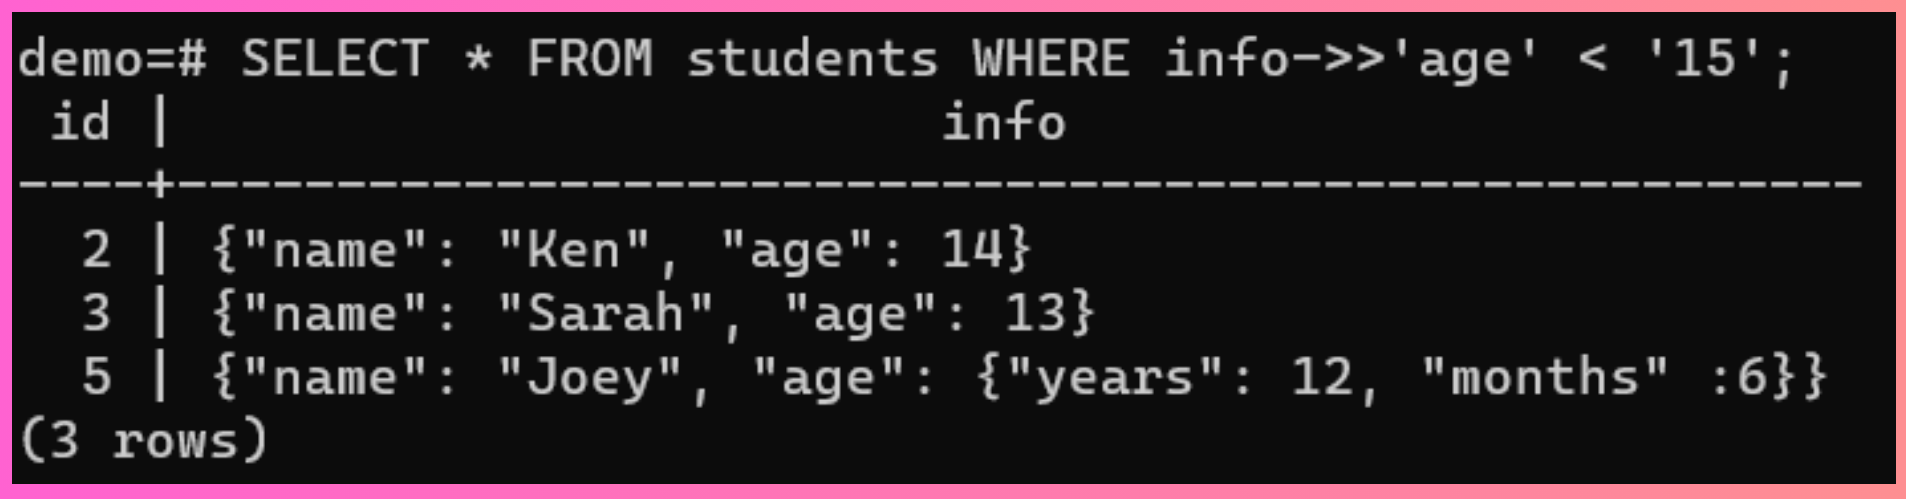 demo=# SELECT * FROM students WHERE info->>'age' < '15';
 id |                         info
----+-----------------------------------------------------
  2 | {"name": "Ken", "age": 14}
  3 | {"name": "Sarah", "age": 13}
  5 | {"name": "Joey", "age": {"years": 12, "months" :6}}
(3 rows)